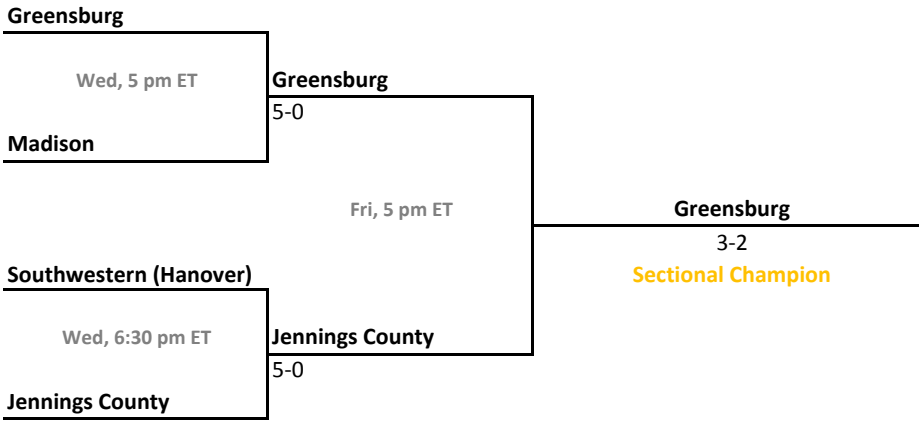 Greensburg
Wed, 5 pm ET
Greensburg
5-0
Madison
Fri, 5 pm ET
Greensburg
3-2
Sectional Champion
Southwestern (Hanover)
Wed, 6:30 pm ET
Jennings County
5-0
Jennings County